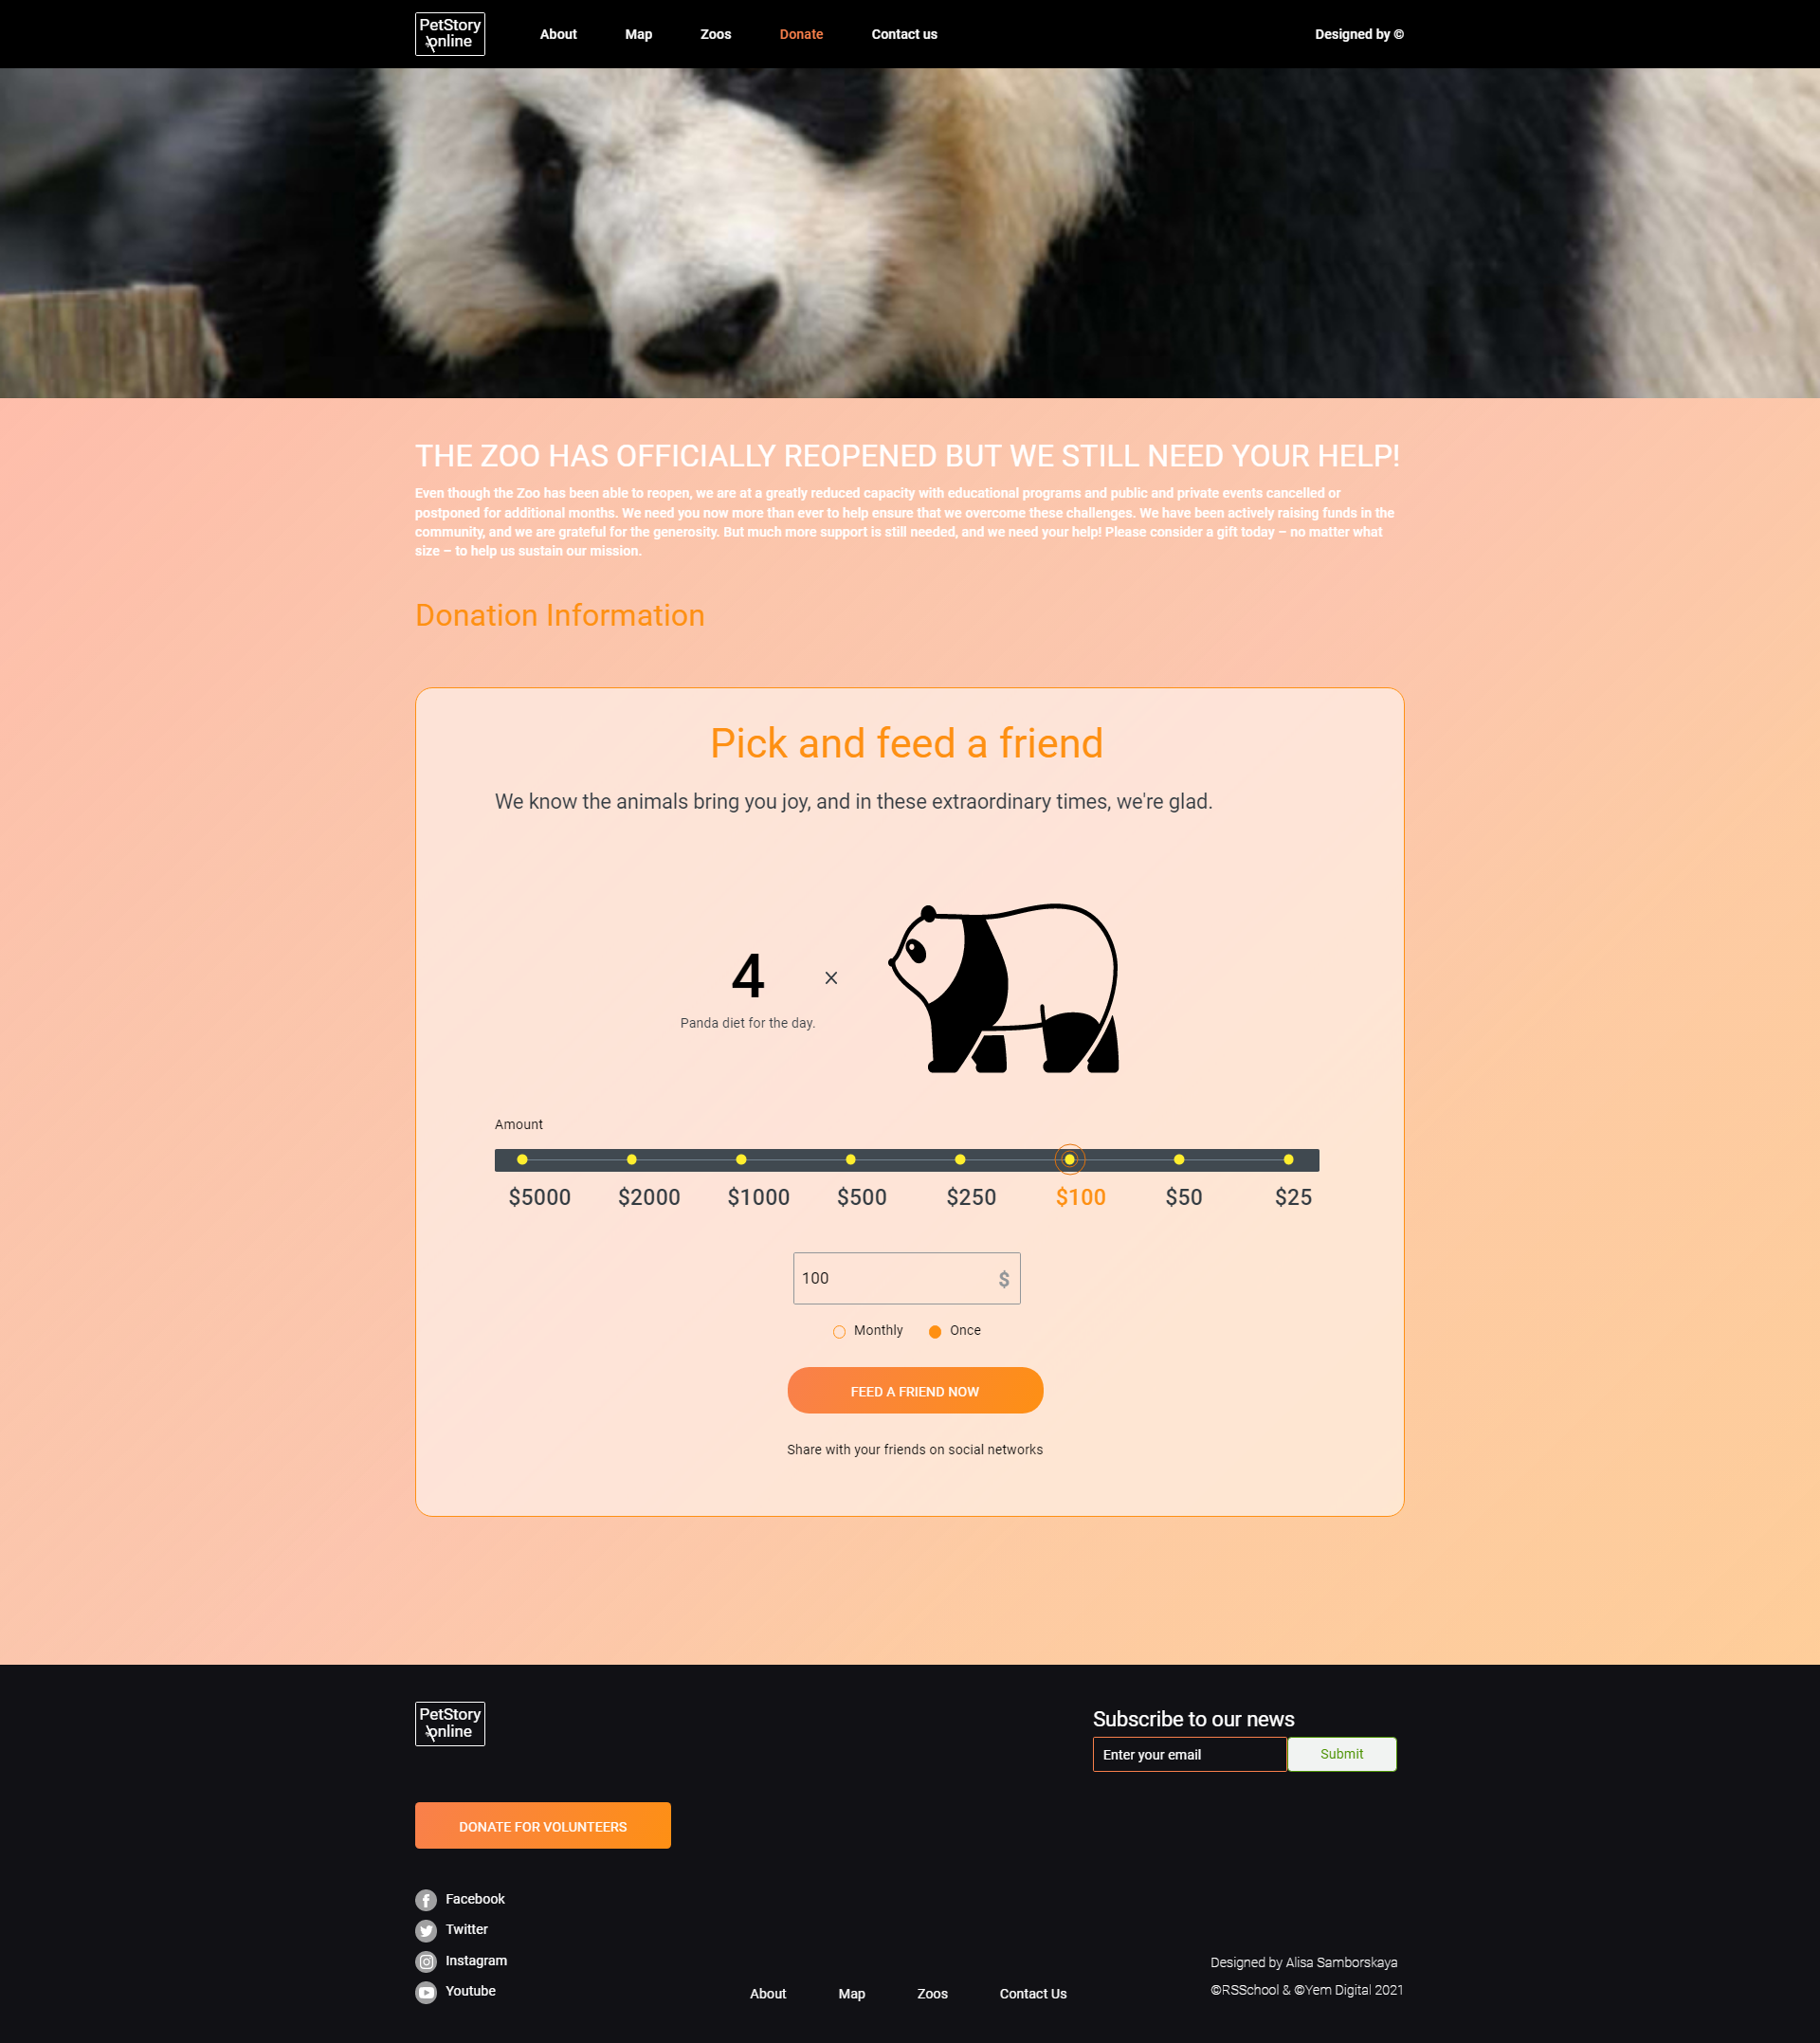 PetStory
online
About Map Zoos Donate Contact us Designed by ©
THE ZOO HAS OFFICIALLY REOPENED BUT WE STILL NEED YOUR HELP!
Even though the Zoo has been able to reopen, we are at a greatly reduced capacity with educational programs and public and private events cancelled or
postponed for additional months. We need you now more than ever to help ensure that we overcome these challenges. We have been actively raising funds in the
community, and we are grateful for the generosity. But much more support is still needed, and we need your help! Please consider a gift today – no matter what
size – to help us sustain our mission.
Donation Information
Pick and feed a friend
We know the animals bring you joy, and in these extraordinary times, we're glad.
4 ×
Panda diet for the day.
Amount
$5000 $2000 $1000 $500 $250 $100 $50 $25
100 $
Monthly Once
FEED A FRIEND NOW
Share with your friends on social networks
PetStory
online
Subscribe to our news
Enter your email Submit
DONATE FOR VOLUNTEERS
Facebook
Twitter
Instagram
Youtube
About Map Zoos Contact Us
Designed by Alisa Samborskaya
©RSSchool & ©Yem Digital 2021